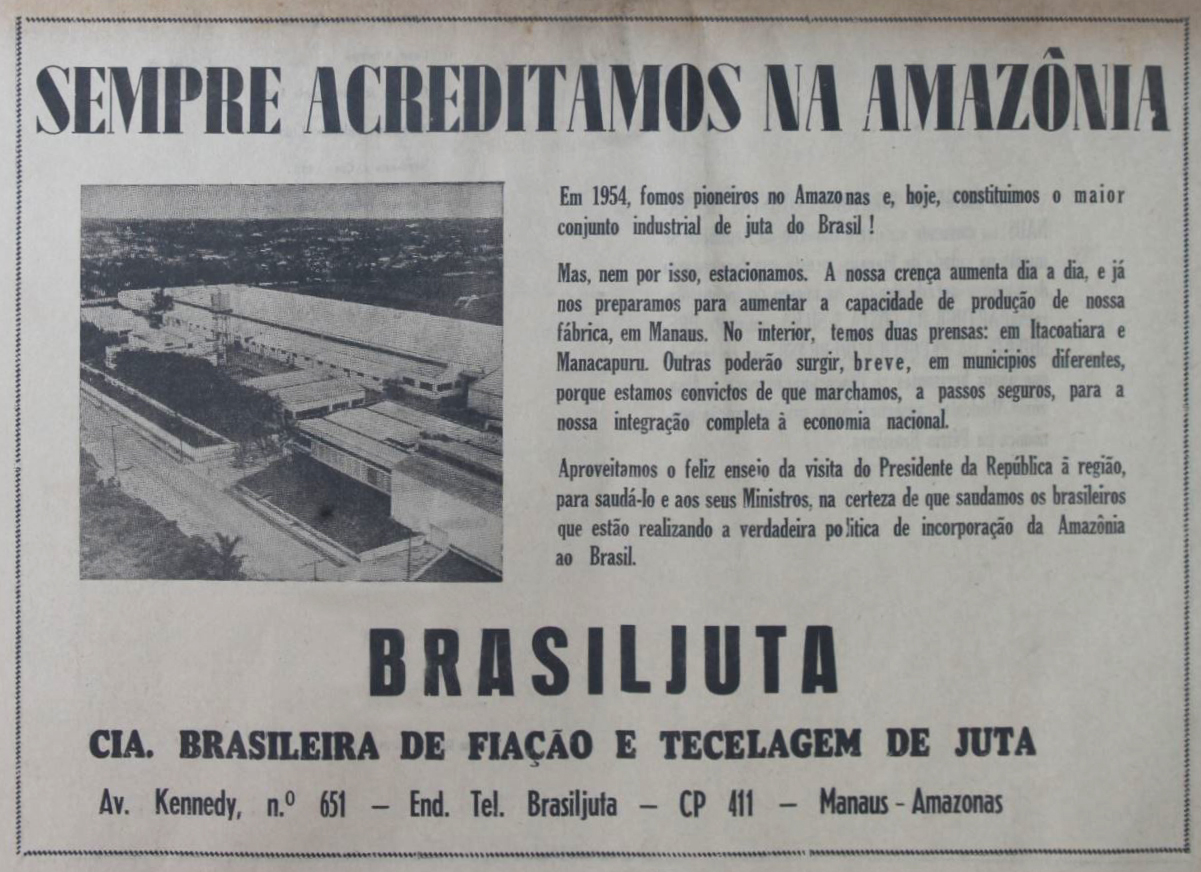 SEMPRE ACREDITAMOS NA AMAZÔNIA
Em 1954, fomos pioneiros no Amazonas e, hoje, constituimos o maior
conjunto industrial de juta do Brasil !
Mas, nem por isso, estacionamos. A nossa crença aumenta dia a dia, e já
nos preparamos para aumentar a capacidade de produção de nossa
fábrica, em Manaus. No interior, temos duas prensas: em Itacoatiara e
Manacapuru. Outras poderão surgir, breve, em municípios diferentes,
porque estamos convictos de que marchamos, a passos seguros, para a
nossa integração completa à economia nacional.
Aproveitamos o feliz enseio da visita do Presidente da República à região,
para saudá-lo e aos seus Ministros, na certeza de que saudamos os brasileiros
que estão realizando a verdadeira política de incorporação da Amazônia
ao Brasil.
BRASILJUTA
CIA. BRASILEIRA DE FIAÇÃO E TECELAGEM DE JUTA
Av. Kennedy, n.º 651 – End. Tel. Brasiljuta – CP 411 – Manaus - Amazonas